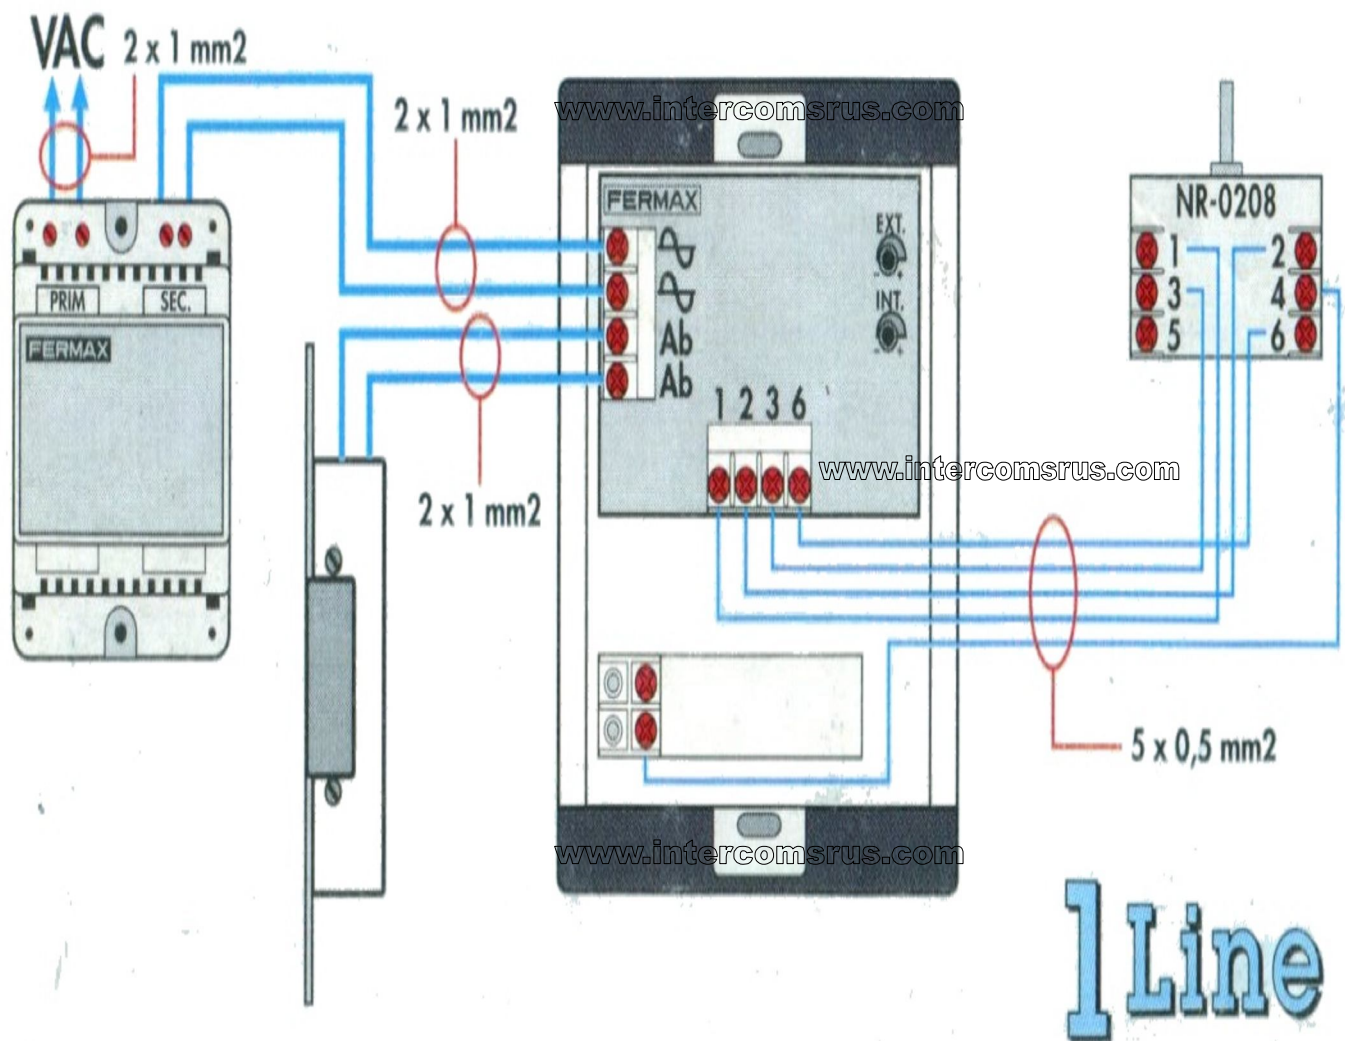 VAC 2 x 1 mm2
2 x 1 mm2
www.intercomsrus.com
FERMAX
EXT.
- +
INT.
- +
Ab
Ab
1 2 3 6
NR-0208
1 2
3 4
5 6
PRIM SEC.
FERMAX
www.intercomsrus.com
2 x 1 mm2
5 x 0,5 mm2
www.intercomsrus.com
1 Line